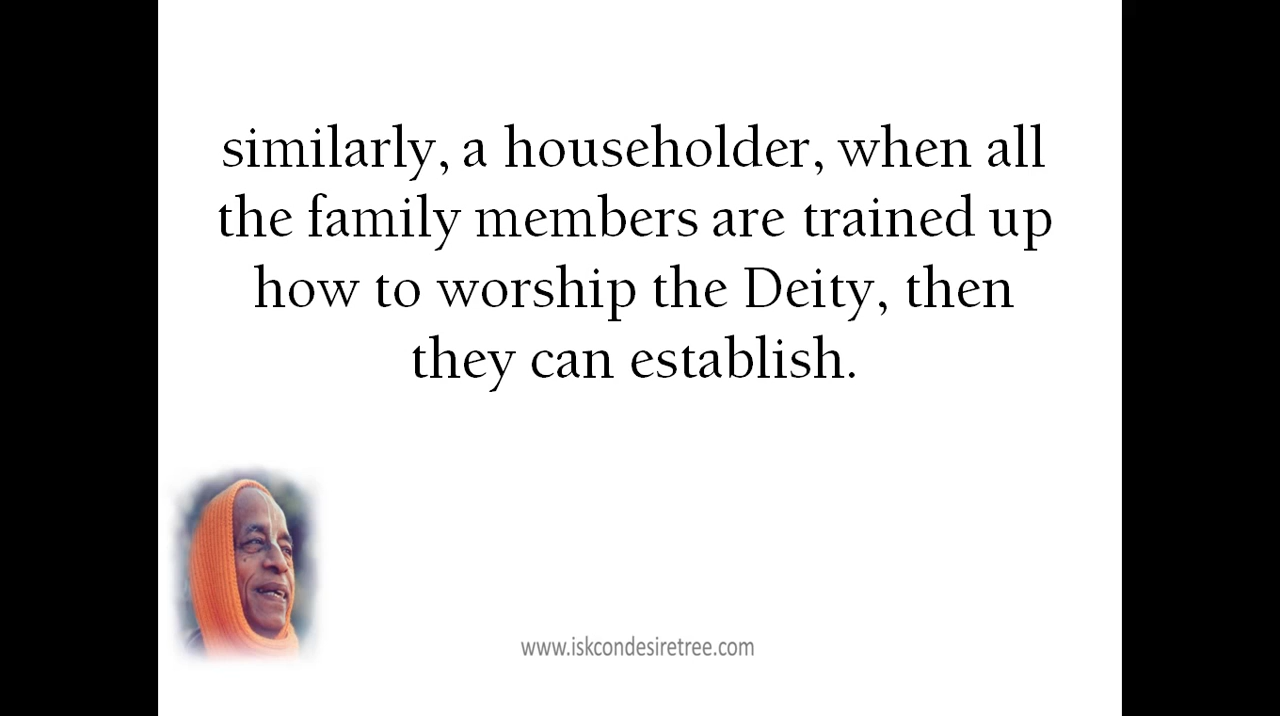 similarly, a householder, when all
the family members are trained up
how to worship the Deity, then
they can establish.
www.iskcondesiretree.com